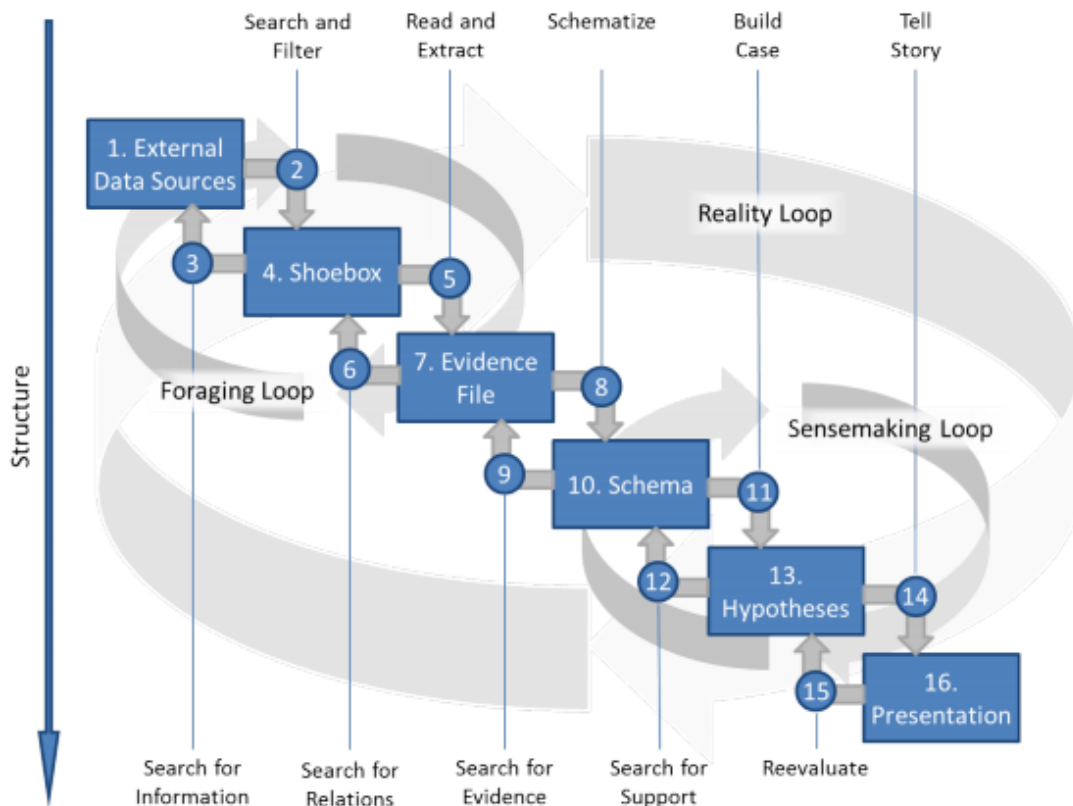 Search and
Filter
Read and
Extract
Schematize
Build
Case
Tell
Story
1. External
Data Sources
2
3
4. Shoebox
5
Reality Loop
6
7. Evidence
File
8
Foraging Loop
Sensemaking Loop
9
10. Schema
11
12
13.
Hypotheses
14
15
16.
Presentation
Structure
Search for
Information
Search for
Relations
Search for
Evidence
Search for
Support
Reevaluate